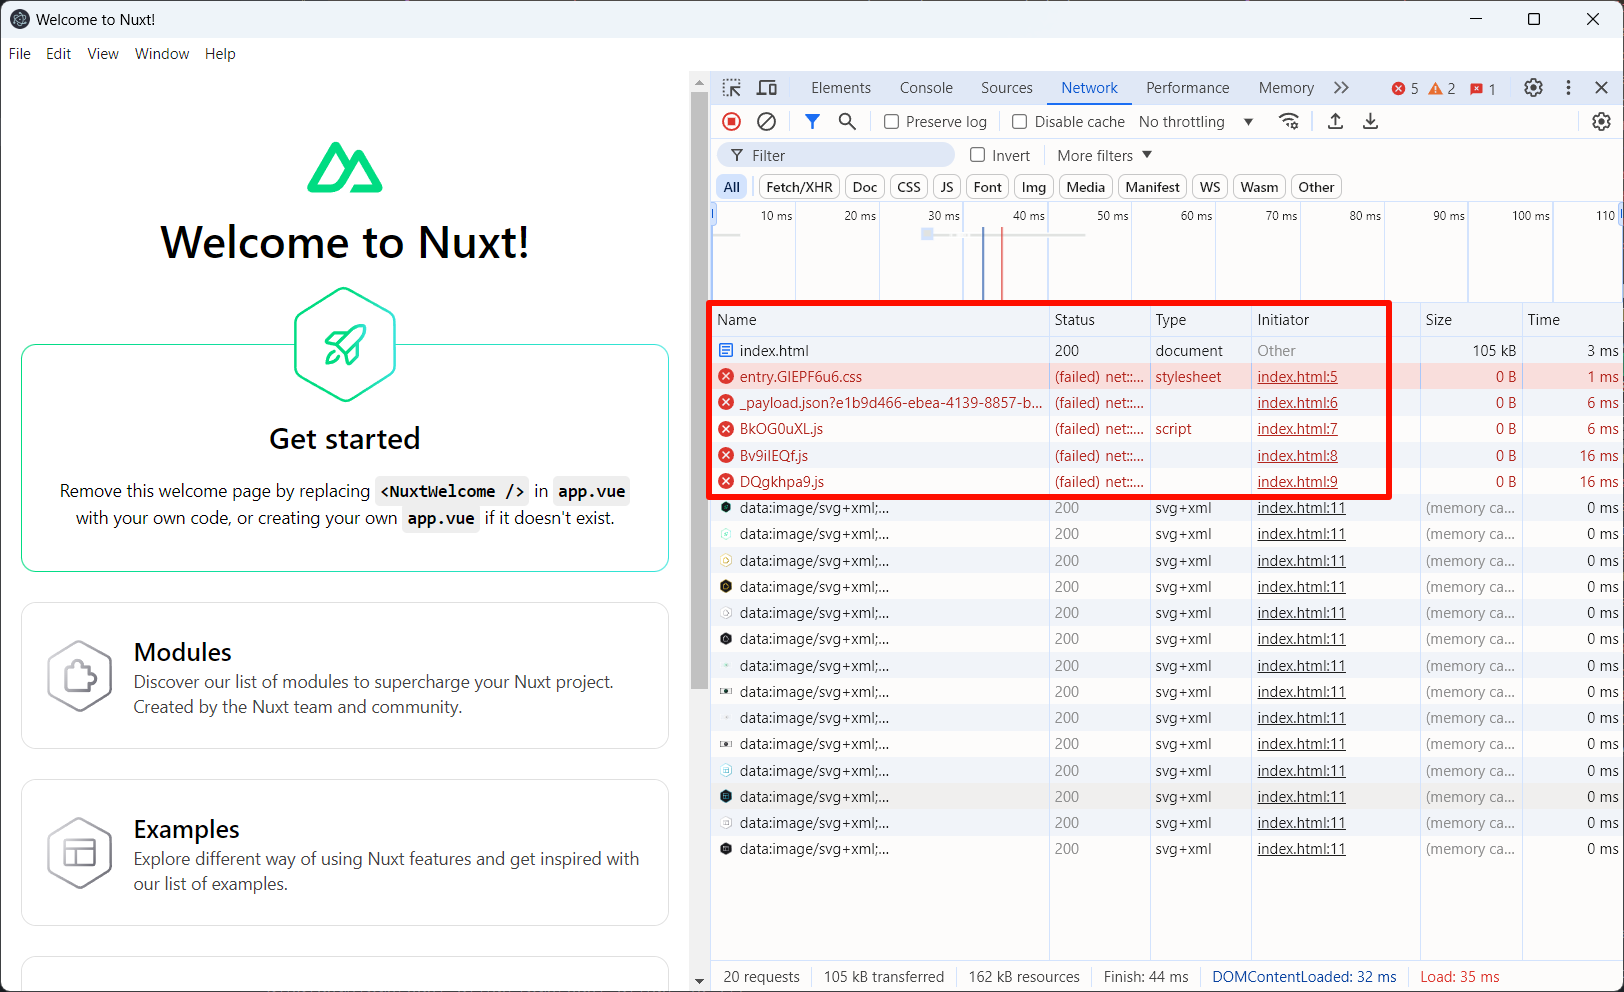 Welcome to Nuxt!
File Edit View Window Help
Welcome to Nuxt!
Get started
Remove this welcome page by replacing <NuxtWelcome /> in app.vue
with your own code, or creating your own app.vue if it doesn't exist.
Modules
Discover our list of modules to supercharge your Nuxt project.
Created by the Nuxt team and community.
Examples
Explore different way of using Nuxt features and get inspired with
our list of examples.
Elements Console Sources Network Performance Memory 5 2 1
Preserve log Disable cache No throttling
Filter Invert More filters
All Fetch/XHR Doc CSS JS Font Img Media Manifest WS Wasm Other
10 ms 20 ms 30 ms 40 ms 50 ms 60 ms 70 ms 80 ms 90 ms 100 ms 110
Name Status Type Initiator Size Time
index.html 200 document Other 105 kB 3 ms
entry.GlEPF6u6.css (failed) net::... stylesheet index.html:5 0 B 1 ms
_payload.json?e1b9d466-ebea-4139-8857-b... (failed) net::... index.html:6 0 B 6 ms
BkOG0uXL.js (failed) net::... script index.html:7 0 B 6 ms
Bv9iIEQf.js (failed) net::... index.html:8 0 B 16 ms
DQgkhpa9.js (failed) net::... index.html:9 0 B 16 ms
data:image/svg+xml;... 200 svg+xml index.html:11 (memory ca... 0 ms
data:image/svg+xml;... 200 svg+xml index.html:11 (memory ca... 0 ms
data:image/svg+xml;... 200 svg+xml index.html:11 (memory ca... 0 ms
data:image/svg+xml;... 200 svg+xml index.html:11 (memory ca... 0 ms
data:image/svg+xml;... 200 svg+xml index.html:11 (memory ca... 0 ms
data:image/svg+xml;... 200 svg+xml index.html:11 (memory ca... 0 ms
data:image/svg+xml;... 200 svg+xml index.html:11 (memory ca... 0 ms
data:image/svg+xml;... 200 svg+xml index.html:11 (memory ca... 0 ms
data:image/svg+xml;... 200 svg+xml index.html:11 (memory ca... 0 ms
data:image/svg+xml;... 200 svg+xml index.html:11 (memory ca... 0 ms
data:image/svg+xml;... 200 svg+xml index.html:11 (memory ca... 0 ms
data:image/svg+xml;... 200 svg+xml index.html:11 (memory ca... 0 ms
data:image/svg+xml;... 200 svg+xml index.html:11 (memory ca... 0 ms
data:image/svg+xml;... 200 svg+xml index.html:11 (memory ca... 0 ms
20 requests 105 kB transferred 162 kB resources Finish: 44 ms DOMContentLoaded: 32 ms Load: 35 ms